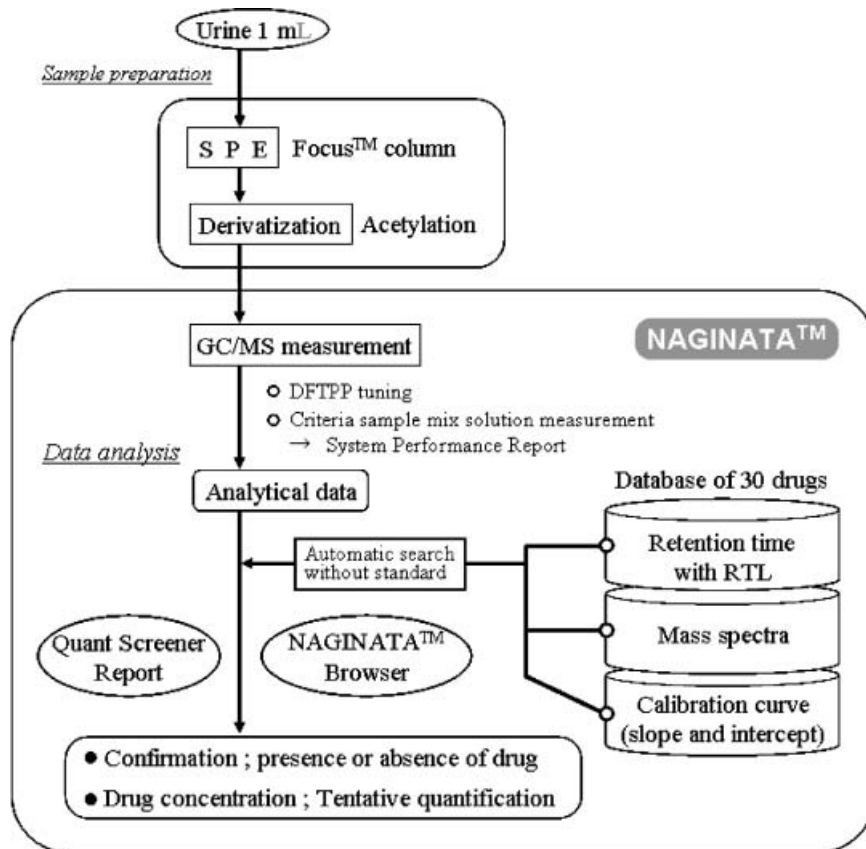 Urine 1 mL
Sample preparation
S P E
Focus™ column
Derivatization
Acetylation
NAGINATA™
GC/MS measurement
DFTPP tuning
Criteria sample mix solution measurement
→ System Performance Report
Data analysis
Analytical data
Database of 30 drugs
Automatic search
without standard
Retention time
with RTL
Mass spectra
Calibration curve
(slope and intercept)
Quant Screener
Report
NAGINATA™
Browser
● Confirmation ; presence or absence of drug
● Drug concentration ; Tentative quantification